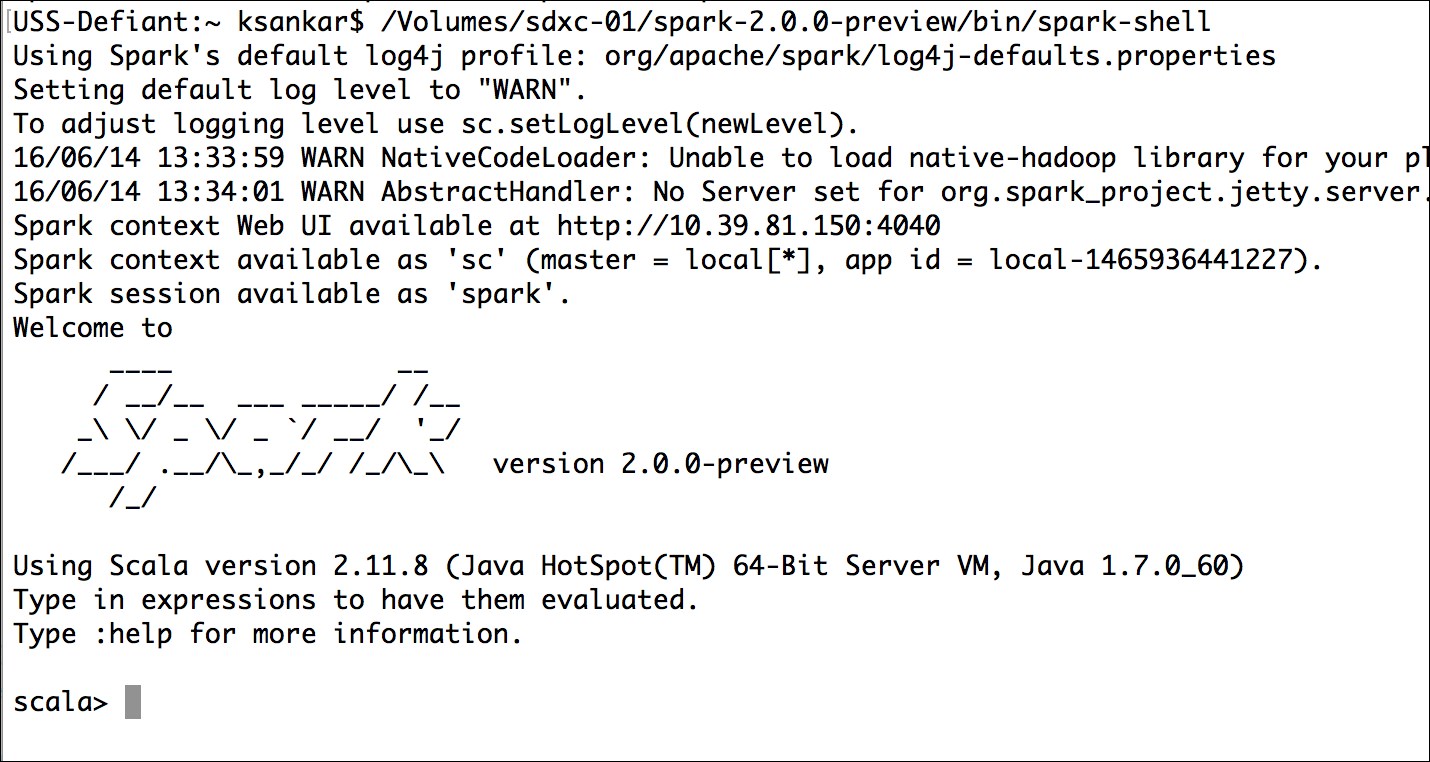 USS-Defiant:~ ksankar$ /Volumes/sdxc-01/spark-2.0.0-preview/bin/spark-shell
Using Spark's default log4j profile: org/apache/spark/log4j-defaults.properties
Setting default log level to "WARN".
To adjust logging level use sc.setLogLevel(newLevel).
16/06/14 13:33:59 WARN NativeCodeLoader: Unable to load native-hadoop library for your pl
16/06/14 13:34:01 WARN AbstractHandler: No Server set for org.spark_project.jetty.server.
Spark context Web UI available at http://10.39.81.150:4040
Spark context available as 'sc' (master = local[*], app id = local-1465936441227).
Spark session available as 'spark'.
Welcome to
      ____              __
     / __/__  ___ _____/ /__
    _\ \/ _ \/ _ `/ __/  '_/
   /___/ .__/\_,_/_/ /_/\_\   version 2.0.0-preview
      /_/
Using Scala version 2.11.8 (Java HotSpot(TM) 64-Bit Server VM, Java 1.7.0_60)
Type in expressions to have them evaluated.
Type :help for more information.
scala>